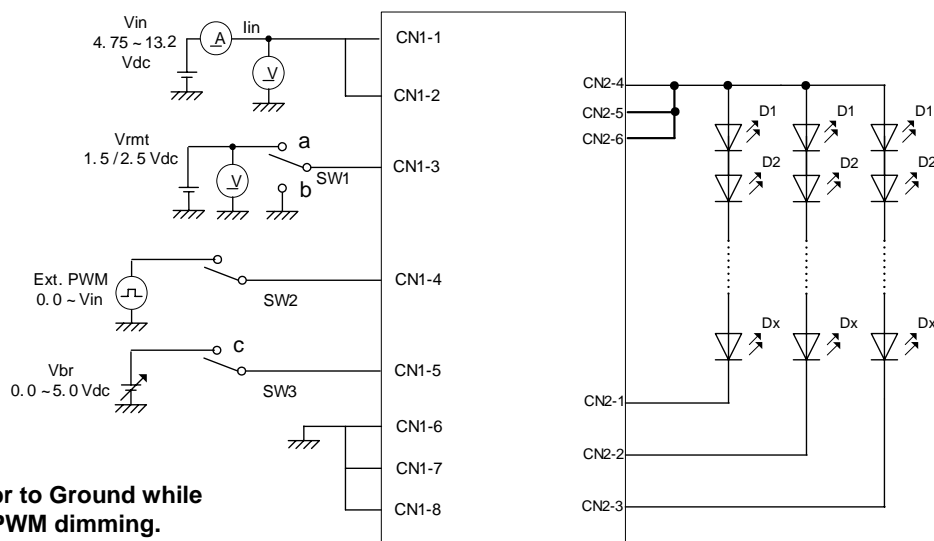 Vin
4.75 ~ 13.2
Vdc
A
Iin
V
CN1-1
CN1-2
Vrmt
1.5 / 2.5 Vdc
V
a
b
SW1
CN1-3
Ext. PWM
0.0 ~ Vin
SW2
CN1-4
Vbr
0.0 ~ 5.0 Vdc
c
SW3
CN1-5
CN1-6
CN1-7
CN1-8
or to Ground while
PWM dimming.
CN2-4
CN2-5
CN2-6
D1
D1
D1
D2
D2
D2
Dx
Dx
Dx
CN2-1
CN2-2
CN2-3